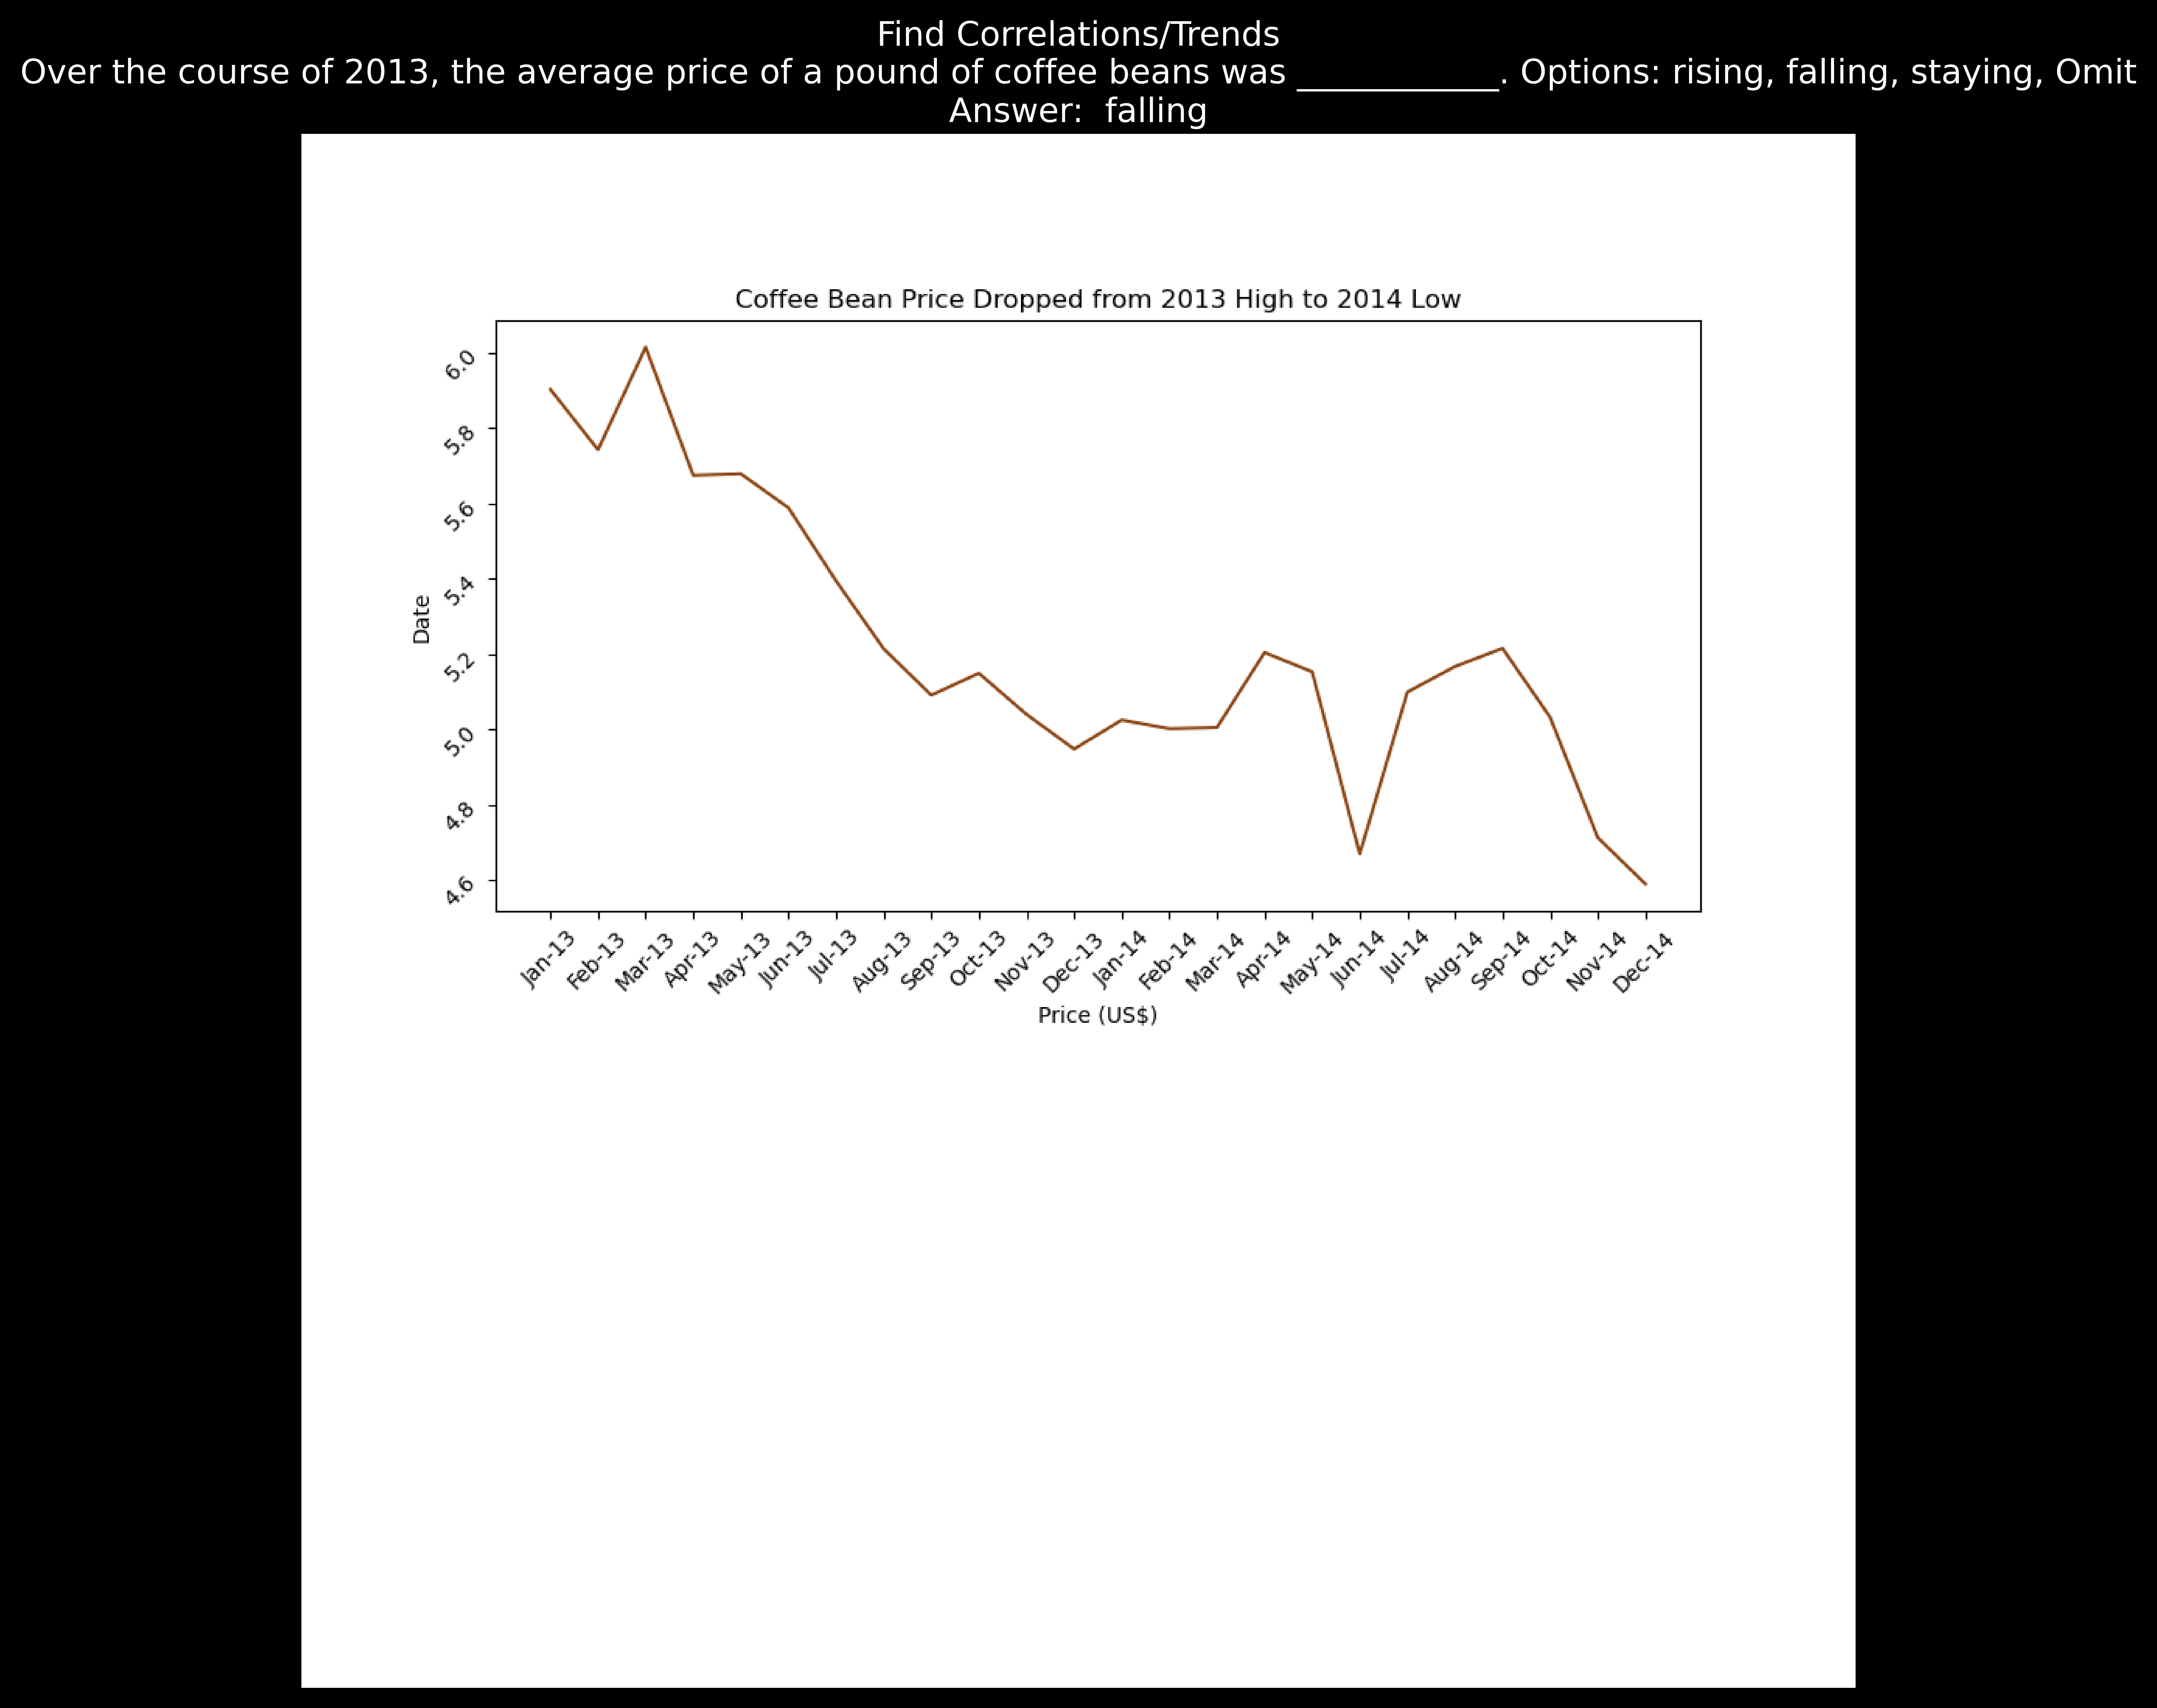 Find Correlations/Trends
Over the course of 2013, the average price of a pound of coffee beans was ____________. Options: rising, falling, staying, Omit
Answer:  falling
Coffee Bean Price Dropped from 2013 High to 2014 Low
6.0
5.8
5.6
5.4
5.2
5.0
4.8
4.6
Date
Jan-13
Feb-13
Mar-13
Apr-13
May-13
Jun-13
Jul-13
Aug-13
Sep-13
Oct-13
Nov-13
Dec-13
Jan-14
Feb-14
Mar-14
Apr-14
May-14
Jun-14
Jul-14
Aug-14
Sep-14
Oct-14
Nov-14
Dec-14
Price (US$)